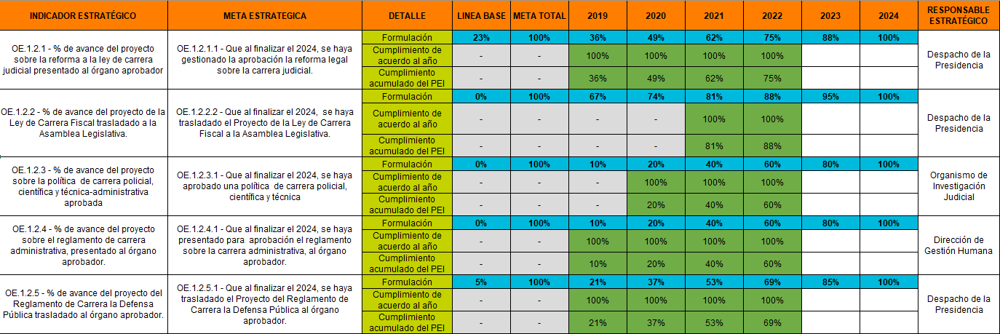 INDICADOR ESTRATÉGICO META ESTRATEGICA DETALLE LINEA BASE META TOTAL 2019 2020 2021 2022 2023 2024 RESPONSABLE ESTRATÉGICO
OE.1.2.1 - % de avance del proyecto
sobre la reforma a la ley de carrera
judicial presentado al órgano aprobador
OE.1.2.1.1 - Que al finalizar el 2024, se haya
gestionado la aprobación la reforma legal
sobre la carrera judicial.
Formulación 23% 100% 36% 49% 62% 75% 88% 100%
Cumplimiento de
acuerdo al año
- - 100% 100% 100% 100%
Cumplimiento
acumulado del PEI
- - 36% 49% 62% 75%
Despacho de la
Presidencia
OE.1.2.2 - % de avance del proyecto de la
Ley de Carrera Fiscal trasladado a la
Asamblea Legislativa.
OE.1.2.2.2 - Que al finalizar el 2024, se haya
trasladado el Proyecto de la Ley de Carrera
Fiscal a la Asamblea Legislativa.
Formulación 0% 100% 67% 74% 81% 88% 95% 100%
Cumplimiento de
acuerdo al año
- - - - 100% 100%
Cumplimiento
acumulado del PEI
- - - - 81% 88%
Despacho de la
Presidencia
OE.1.2.3 - % de avance del proyecto
sobre la política de carrera policial,
científica y técnica-administrativa
aprobada
OE.1.2.3.1 - Que al finalizar el 2024, se haya
aprobado una política de carrera policial,
científica y técnica
Formulación 0% 100% 10% 20% 40% 60% 80% 100%
Cumplimiento de
acuerdo al año
- - - 100% 100% 100%
Cumplimiento
acumulado del PEI
- - - 20% 40% 60%
Organismo de
Investigación
Judicial
OE.1.2.4 - % de avance del proyecto
sobre el reglamento de carrera
administrativa, presentado al órgano
aprobador.
OE.1.2.4.1 - Que al finalizar el 2024, se haya
presentado para aprobación el reglamento
sobre la carrera administrativa, al órgano
aprobador.
Formulación 0% 100% 10% 20% 40% 60% 80% 100%
Cumplimiento de
acuerdo al año
- - 100% 100% 100% 100%
Cumplimiento
acumulado del PEI
- - 10% 20% 40% 60%
Dirección de
Gestión Humana
OE.1.2.5 - % de avance del proyecto del
Reglamento de Carrera la Defensa
Pública trasladado al órgano aprobador.
OE.1.2.5.1 - Que al finalizar el 2024, se haya
trasladado el Proyecto del Reglamento de
Carrera la Defensa Pública al órgano
aprobador.
Formulación 5% 100% 21% 37% 53% 69% 85% 100%
Cumplimiento de
acuerdo al año
- - 100% 100% 100% 100%
Cumplimiento
acumulado del PEI
- - 21% 37% 53% 69%
Despacho de la
Presidencia